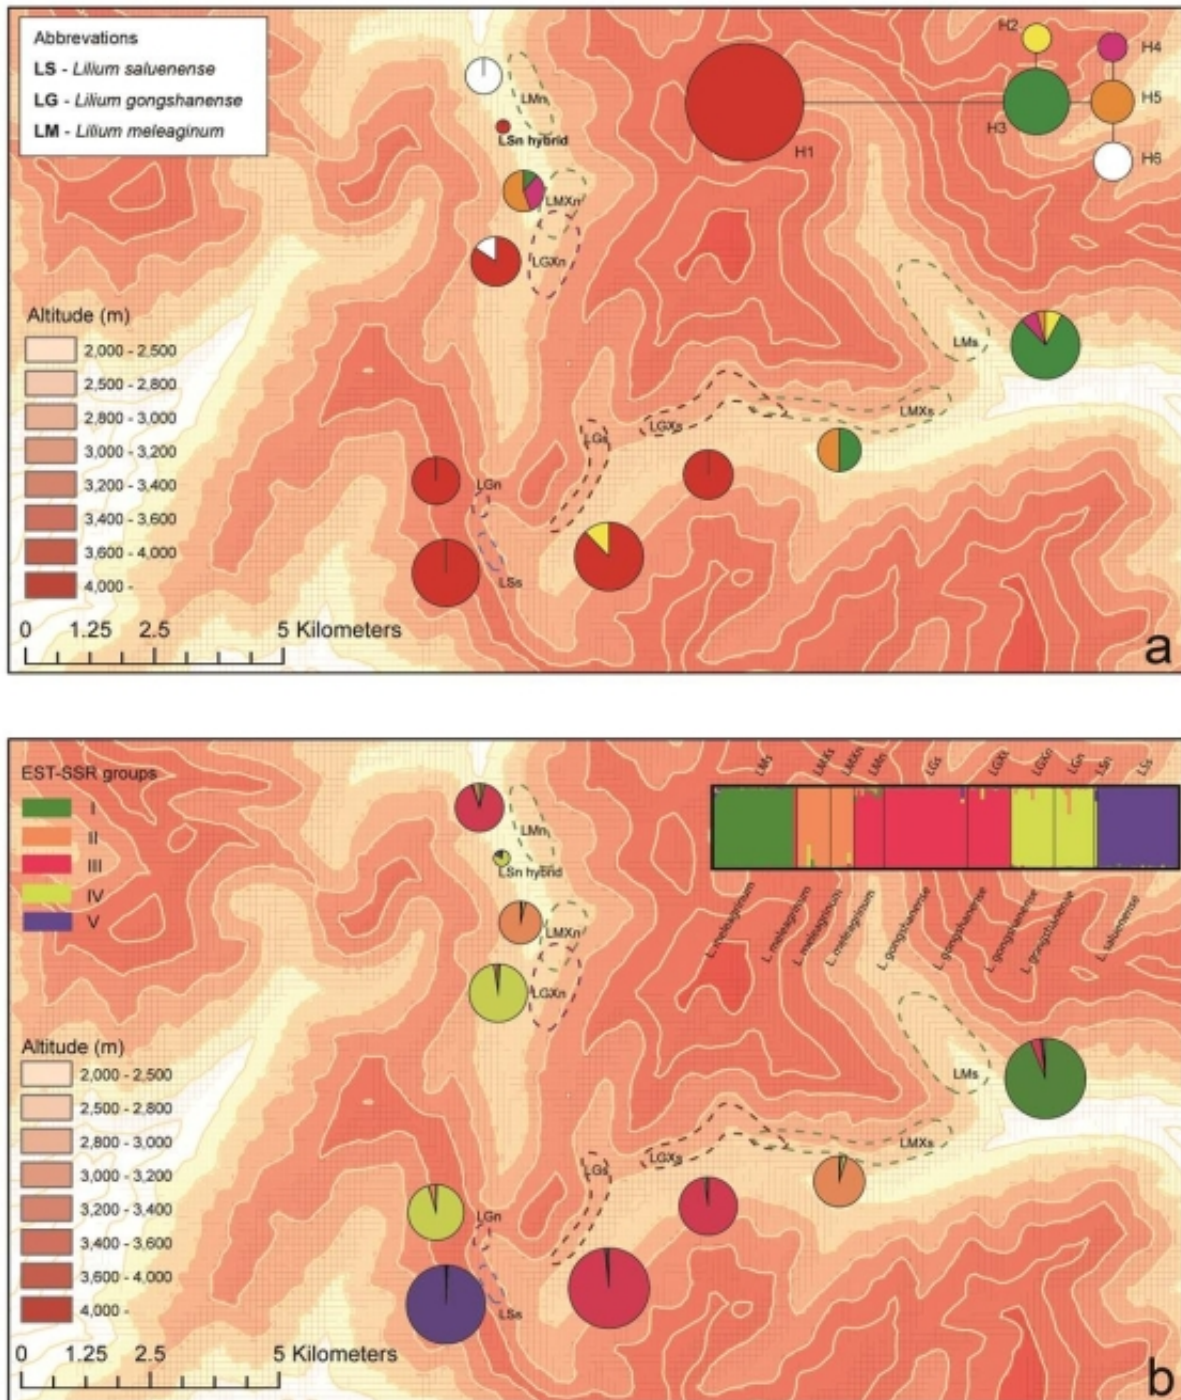 Abbrevations
LS - Lilium saluenense
LG - Lilium gongshanense
LM - Lilium meleaginum
H1
H2
H3
H4
H5
H6
LMn
LSn hybrid
LMXn
LGXn
LMs
LMXs
LGXs
LGs
LGn
LSs
Altitude (m)
2,000 - 2,500
2,500 - 2,800
2,800 - 3,000
3,000 - 3,200
3,200 - 3,400
3,400 - 3,600
3,600 - 4,000
4,000 -
0 1.25 2.5 5 Kilometers
a
EST-SSR groups
I
II
III
IV
V
LMs LMXs LMXn LMn LGs LGXs LGXn LGn LSn LSs
L. meleaginum L. meleaginum L. meleaginum L. meleaginum L. gongshanense L. gongshanense L. gongshanense L. gongshanense L. saluenense
LMn
LSn hybrid
LMXn
LGXn
LMs
LMXs
LGXs
LGs
LGn
LSs
Altitude (m)
2,000 - 2,500
2,500 - 2,800
2,800 - 3,000
3,000 - 3,200
3,200 - 3,400
3,400 - 3,600
3,600 - 4,000
4,000 -
0 1.25 2.5 5 Kilometers
b